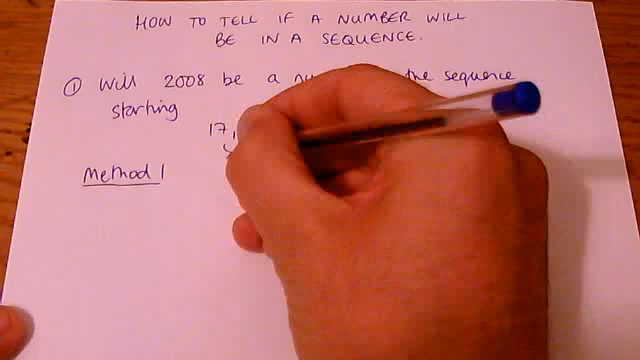 HOW TO TELL IF A NUMBER WILL
BE IN A SEQUENCE.
① Will 2008 be a the sequence
starting
17,
Method 1